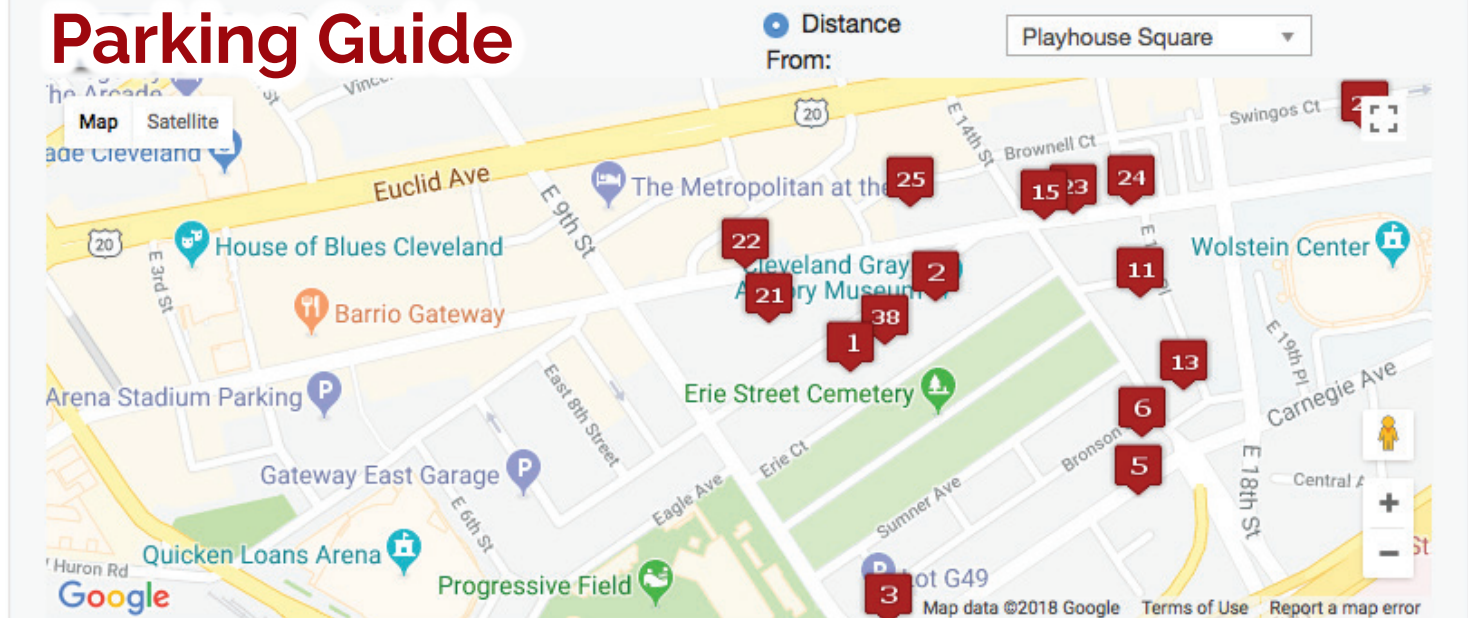 Parking Guide
Distance
From:
Playhouse Square
Map
Satellite
Swingos Ct
20
Brownell Ct
E 14th St
Euclid Ave
The Metropolitan at the
25
15
23
24
E 9th St
20
House of Blues Cleveland
22
Cleveland Gray
2
11
Wolstein Center
E 3rd St
21
38
Barrio Gateway
1
E 19th Pl
13
Arena Stadium Parking
Erie Street Cemetery
Carnegie Ave
East 8th Street
6
Bronson
5
Erie Ct
Gateway East Garage
Eagle Ave
Sumner Ave
E 18th St
Central
E 6th St
Quicken Loans Arena
Huron Rd
Progressive Field
Lot G49
3
Google
Map data ©2018 Google
Terms of Use
Report a map error